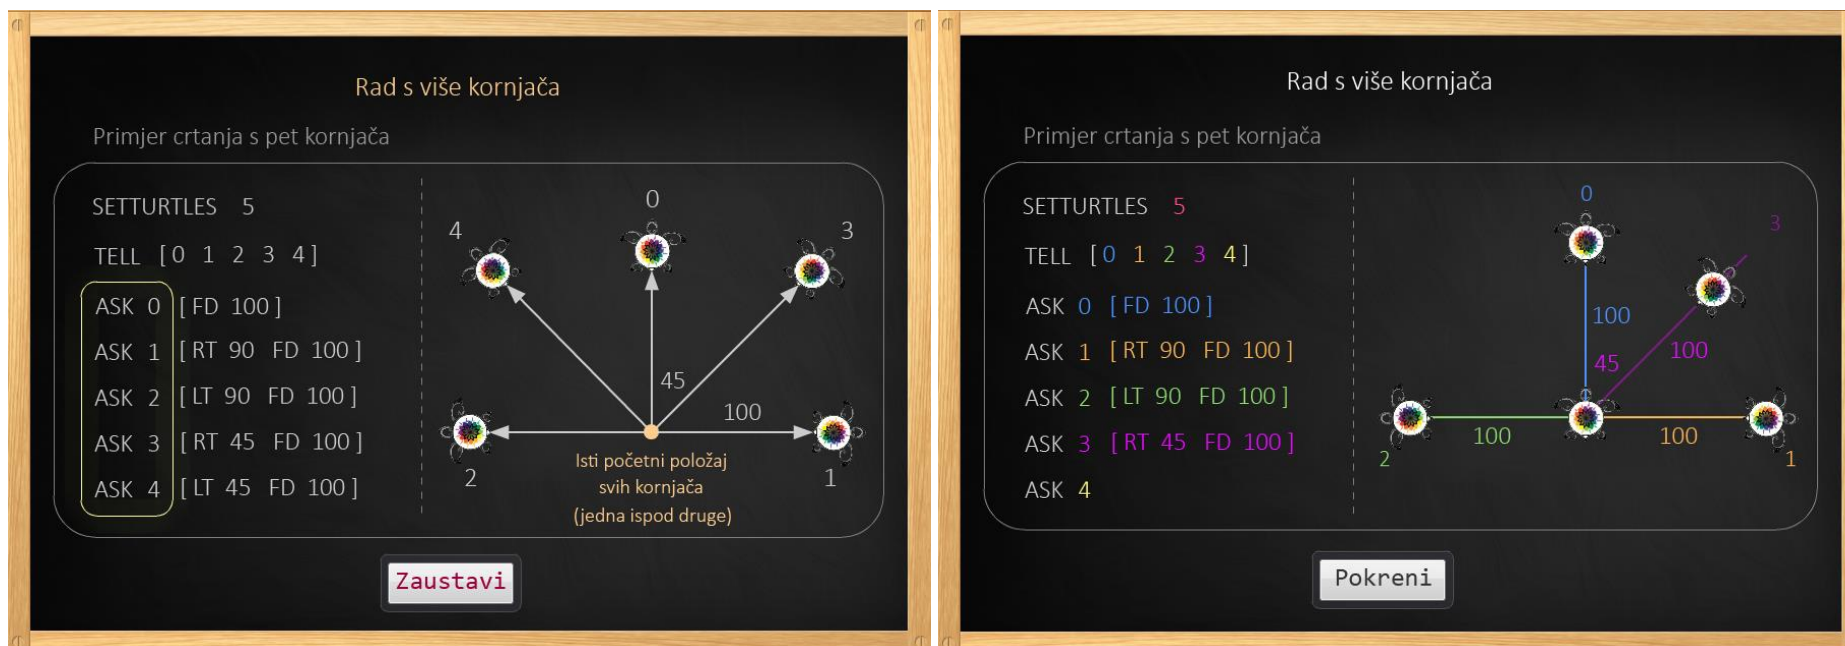 Rad s više kornjača
Primjer crtanja s pet kornjača
SETTURTLES 5
TELL [ 0 1 2 3 4 ]
ASK 0 [ FD 100 ]
ASK 1 [ RT 90 FD 100 ]
ASK 2 [ LT 90 FD 100 ]
ASK 3 [ RT 45 FD 100 ]
ASK 4 [ LT 45 FD 100 ]
0
4
3
45
100
2
1
Isti početni položaj
svih kornjača
(jedna ispod druge)
Zaustavi
Rad s više kornjača
Primjer crtanja s pet kornjača
SETTURTLES 5
TELL [ 0 1 2 3 4 ]
ASK 0 [ FD 100 ]
ASK 1 [ RT 90 FD 100 ]
ASK 2 [ LT 90 FD 100 ]
ASK 3 [ RT 45 FD 100 ]
ASK 4
0
3
100
45
100
100
100
2
1
Pokreni